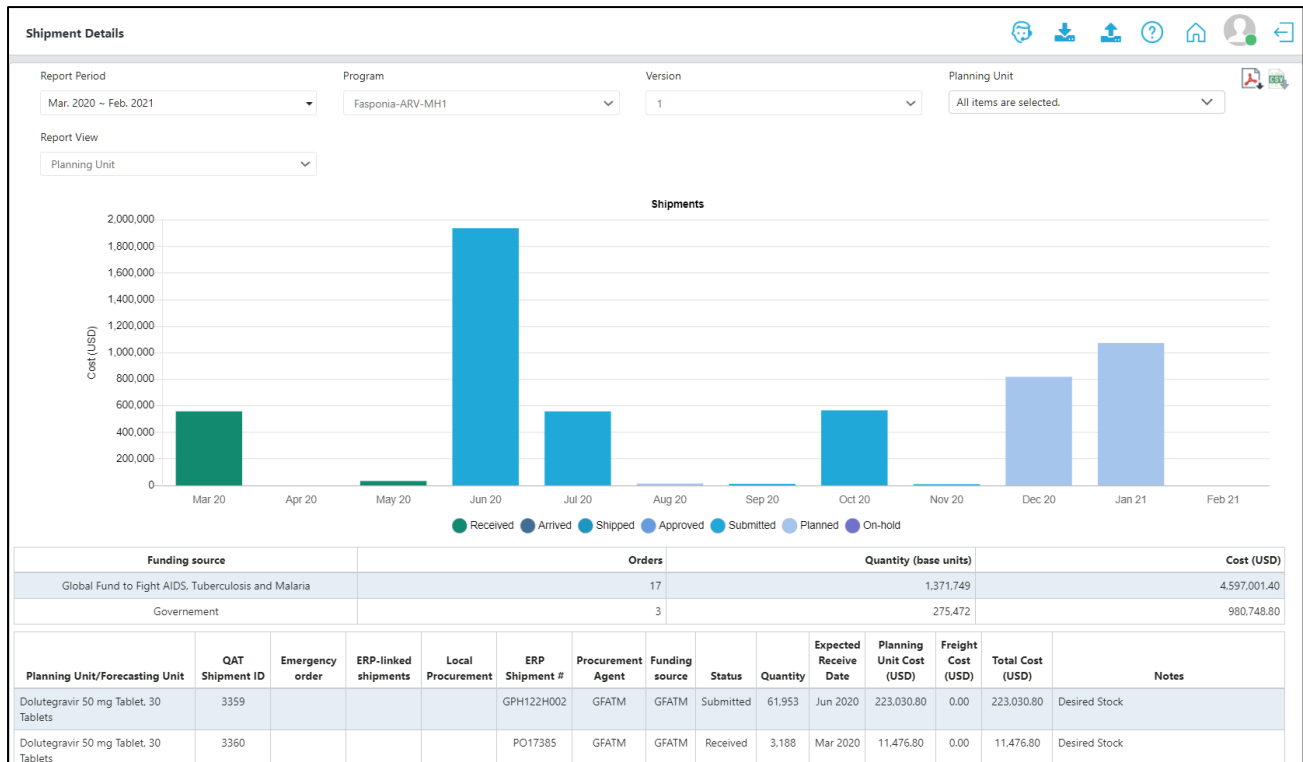 Shipment Details
Report Period
Program
Version
Planning Unit
Mar. 2020 ~ Feb. 2021
Fasponia-ARV-MH1
1
All items are selected.
CSV
Report View
Planning Unit
Shipments
Cost (USD)
2,000,000
1,800,000
1,600,000
1,400,000
1,200,000
1,000,000
800,000
600,000
400,000
200,000
0
Mar 20 Apr 20 May 20 Jun 20 Jul 20 Aug 20 Sep 20 Oct 20 Nov 20 Dec 20 Jan 21 Feb 21
Received Arrived Shipped Approved Submitted Planned On-hold
Funding source Orders Quantity (base units) Cost (USD)
Global Fund to Fight AIDS, Tuberculosis and Malaria 17 1,371,749 4,597,001.40
Governement 3 275,472 980,748.80
Planning Unit/Forecasting Unit
QAT
Shipment ID
Emergency
order
ERP-linked
shipments
Local
Procurement
ERP
Shipment #
Procurement
Agent
Funding
source
Status
Quantity
Expected
Receive
Date
Planning
Unit Cost
(USD)
Freight
Cost
(USD)
Total Cost
(USD)
Notes
Dolutegravir 50 mg Tablet, 30 3359 GPH122H002 GFATM GFATM Submitted 61,953 Jun 2020 223,030.80 0.00 223,030.80 Desired Stock
Tablets
Dolutegravir 50 mg Tablet, 30 3360 PO17385 GFATM GFATM Received 3,188 Mar 2020 11,476.80 0.00 11,476.80 Desired Stock
Tablets